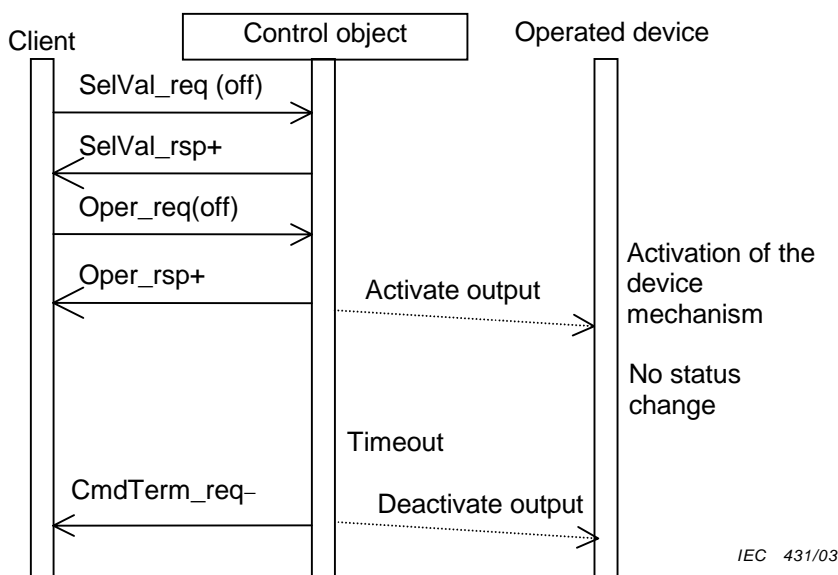 Client
Control object
Operated device
SelVal_req (off)
SelVal_rsp+
Oper_req(off)
Oper_rsp+
Activate output
Activation of the
device
mechanism
No status
change
Timeout
CmdTerm_req−
Deactivate output
IEC 431/03